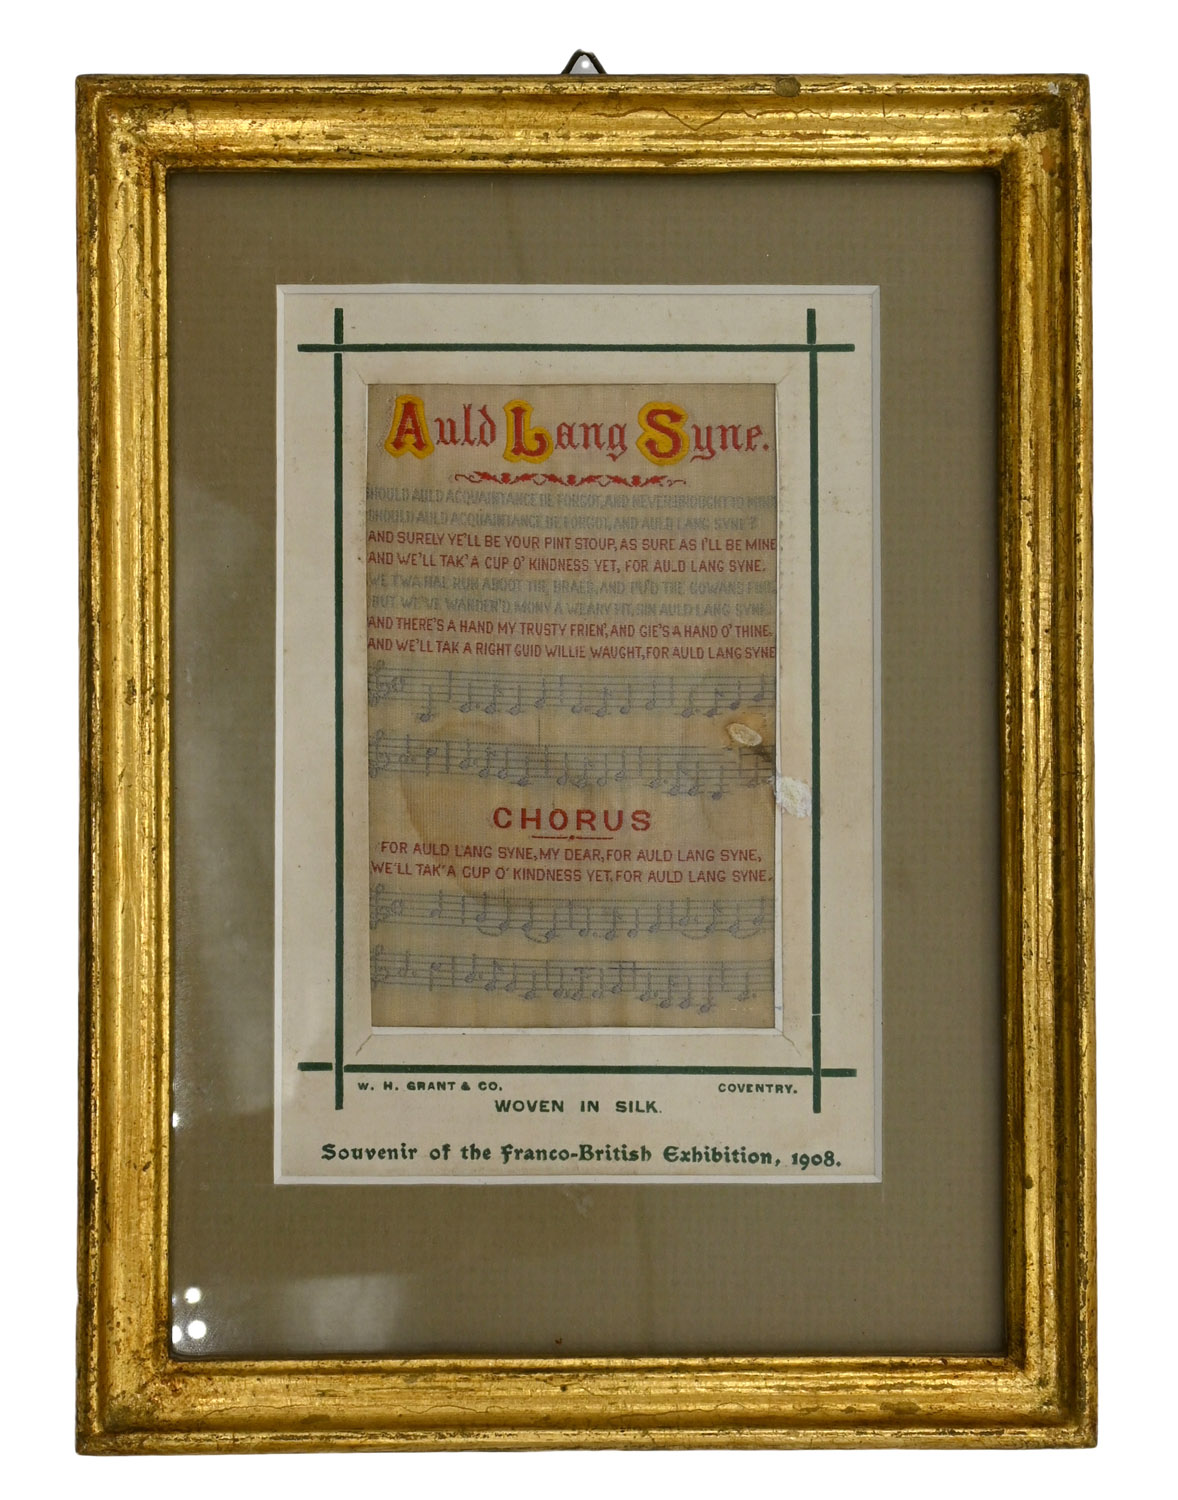 Auld Lang Syne.
SHOULD AULD ACQUAINTANCE BE FORGOT, AND NEVER BROUGHT TO MIND
SHOULD AULD ACQUAINTANCE BE FORGOT, AND AULD LANG SYNE?
AND SURELY YE'LL BE YOUR PINT STOUP, AS SURE AS I'LL BE MINE
AND WE'LL TAK' A CUP O' KINDNESS YET, FOR AULD LANG SYNE.
WE TWA HAE RUN ABOOT THE BRAES, AND PU'D THE GOWANS FINE,
BUT WE'VE WANDER'D MONY A WEARY FIT, SIN AULD LANG SYNE.
AND THERE'S A HAND MY TRUSTY FRIEN', AND GIE'S A HAND O' THINE.
AND WE'LL TAK A RIGHT GUID WILLIE WAUGHT, FOR AULD LANG SYNE
CHORUS
FOR AULD LANG SYNE, MY DEAR, FOR AULD LANG SYNE,
WE'LL TAK' A CUP O' KINDNESS YET, FOR AULD LANG SYNE.
W. H. GRANT & CO. COVENTRY.
WOVEN IN SILK.
Souvenir of the Franco-British Exhibition, 1908.